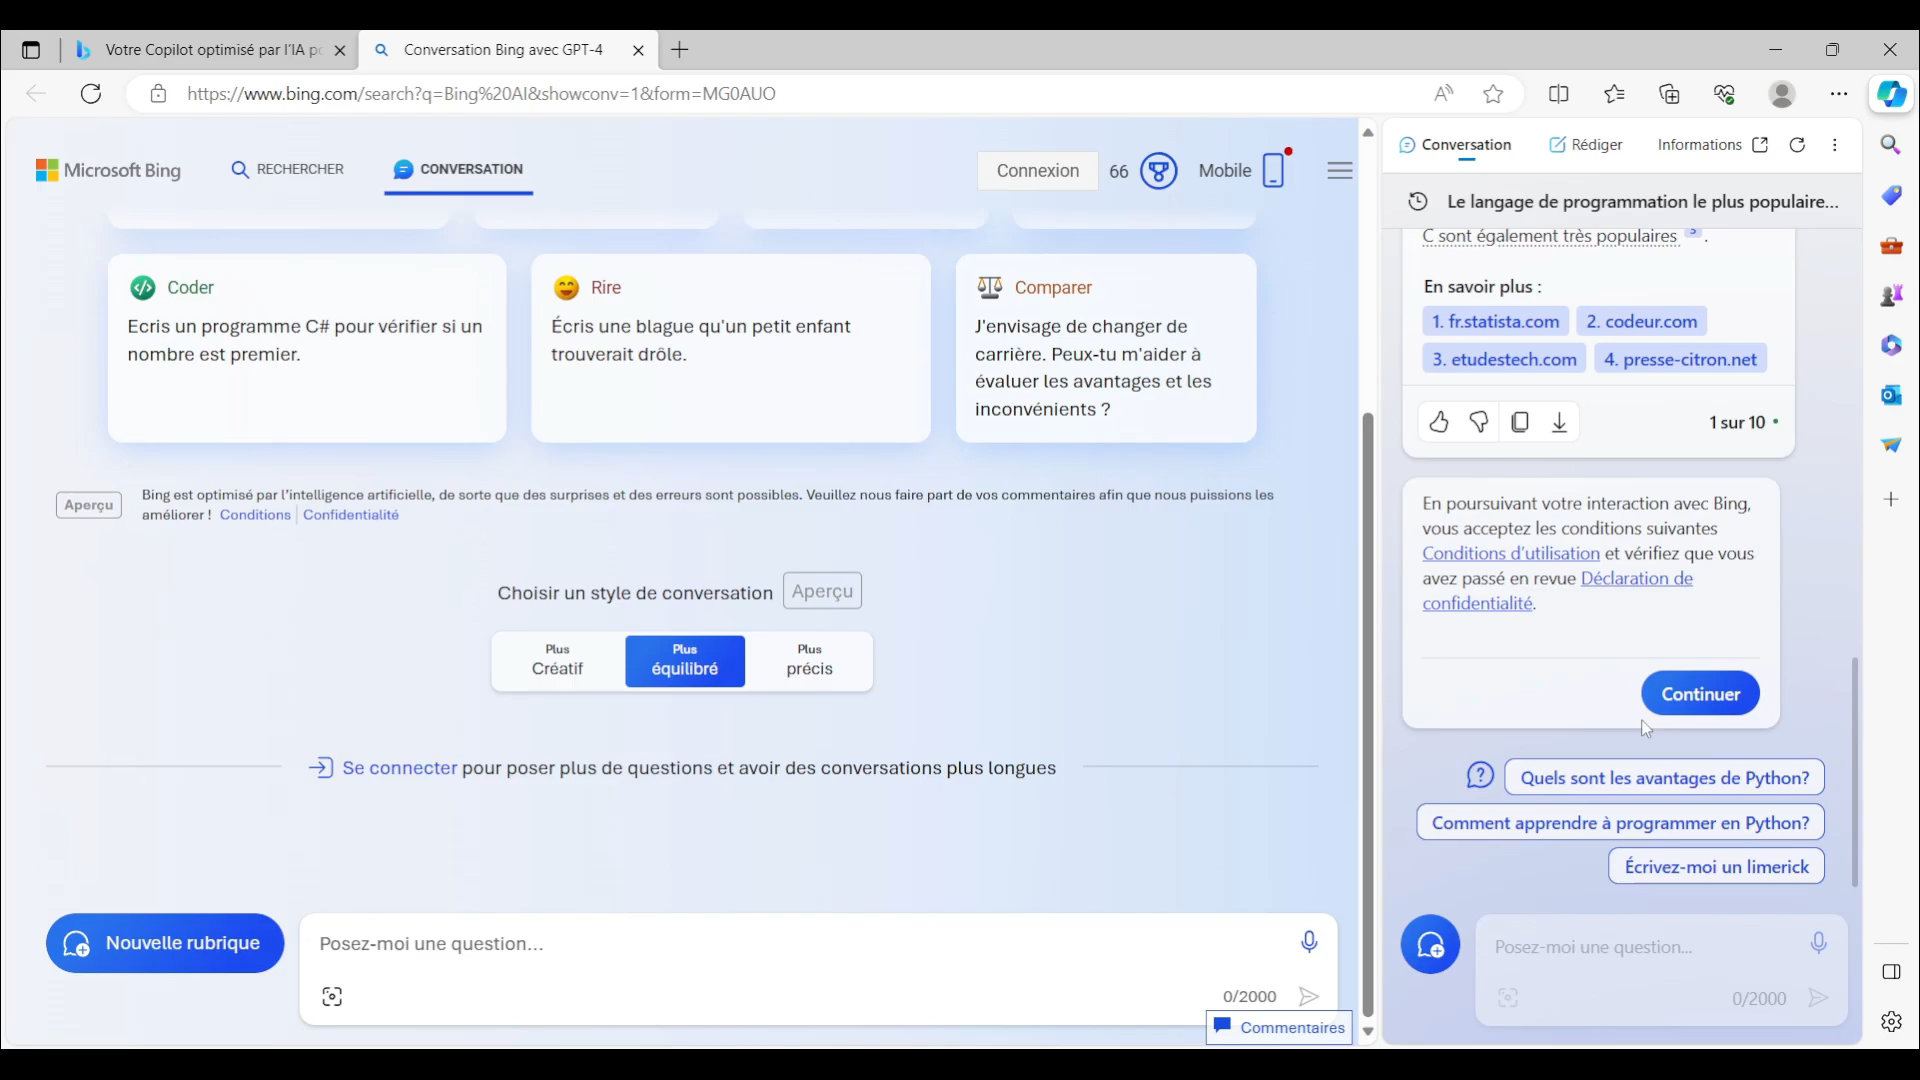 Votre Copilot optimisé par l'IA po
Conversation Bing avec GPT-4
https://www.bing.com/search?q=Bing%20AI&showconv=1&form=MG0AUO
Microsoft Bing
RECHERCHER
CONVERSATION
Connexion
66
Mobile
Coder
Ecris un programme C# pour vérifier si un
nombre est premier.
Rire
Écris une blague qu'un petit enfant
trouverait drôle.
Comparer
J'envisage de changer de
carrière. Peux-tu m'aider à
évaluer les avantages et les
inconvénients ?
Aperçu
Bing est optimisé par l'intelligence artificielle, de sorte que des surprises et des erreurs sont possibles. Veuillez nous faire part de vos commentaires afin que nous puissions les
améliorer ! Conditions | Confidentialité
Choisir un style de conversation Aperçu
Plus
Créatif
Plus
équilibré
Plus
précis
Se connecter pour poser plus de questions et avoir des conversations plus longues
Nouvelle rubrique
Posez-moi une question...
0/2000
Commentaires
Conversation
Rédiger
Informations
Le langage de programmation le plus populaire...
C sont également très populaires 3 .
En savoir plus :
1. fr.statista.com
2. codeur.com
3. etudestech.com
4. presse-citron.net
1 sur 10
En poursuivant votre interaction avec Bing,
vous acceptez les conditions suivantes
Conditions d'utilisation et vérifiez que vous
avez passé en revue Déclaration de
confidentialité.
Continuer
Quels sont les avantages de Python?
Comment apprendre à programmer en Python?
Écrivez-moi un limerick
Posez-moi une question...
0/2000